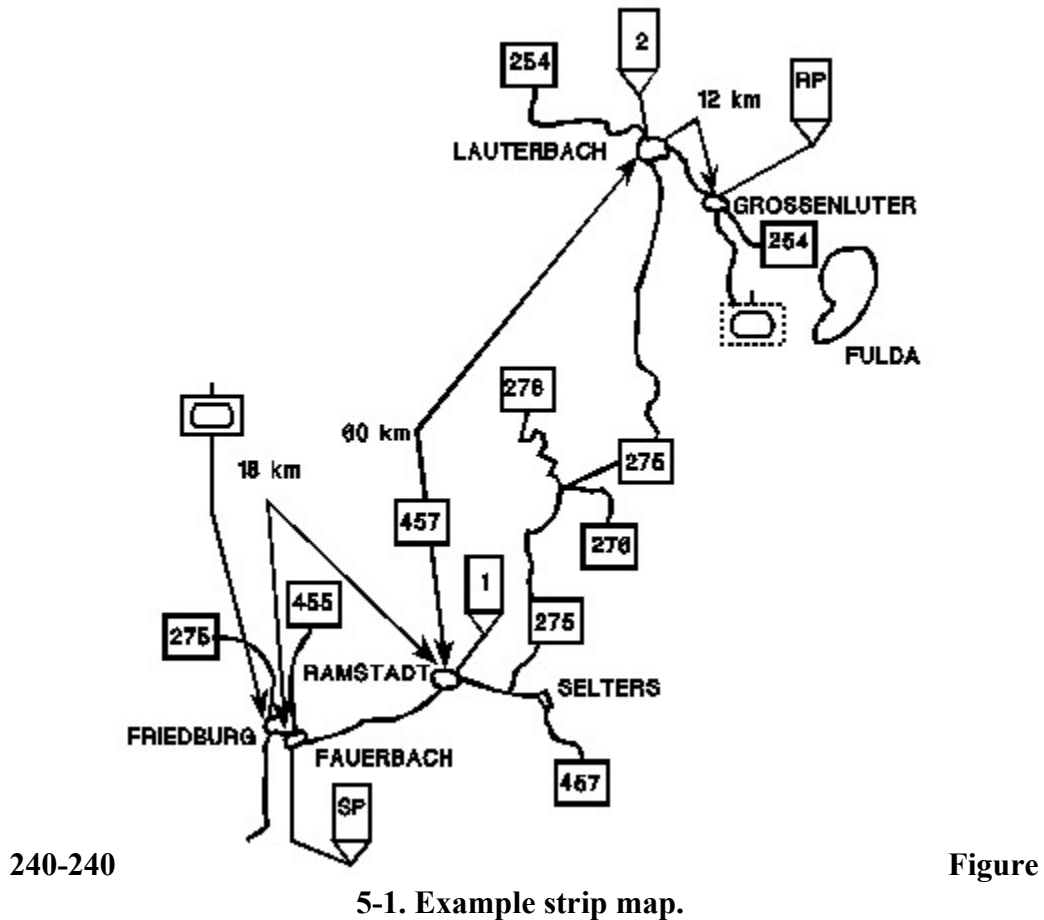 2
254
RP
12 km
LAUTERBACH
GROSSENLUTER
254
FULDA
276
60 km
275
18 km
457
276
1
455
275
275
RAMSTADT
SELTERS
FRIEDBURG
FAUERBACH
457
SP
240-240 Figure
5-1. Example strip map.